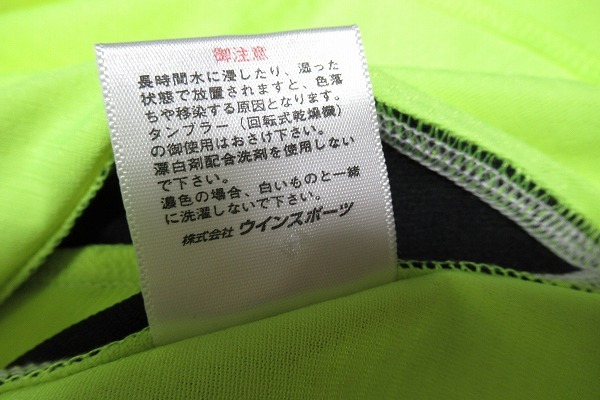 長時間水に浸したり、湿った
状態で放置されますと、色落
ちや移染する原因となります。
タンブラー（回転式乾燥機）
の御使用はおさけ下さい。
漂白剤配合洗剤を使用しない
で下さい。
濃色の場合、白いものと一緒
に洗濯しないで下さい。
株式会社 ウインスポーツ